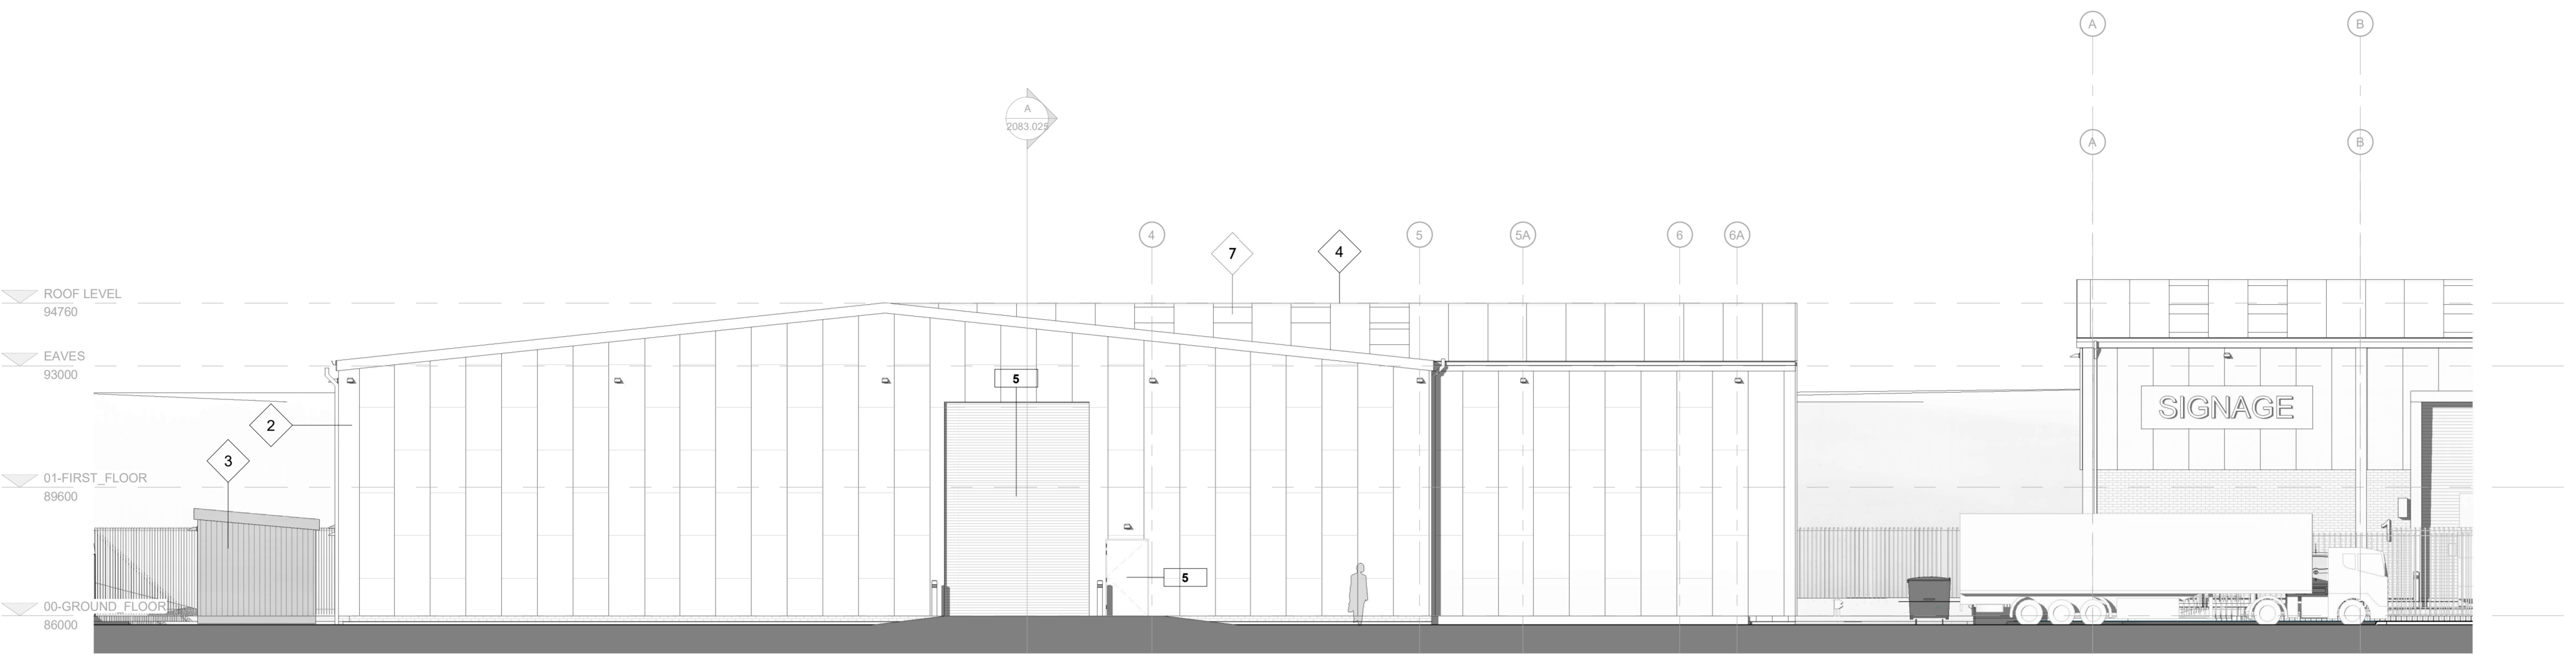 A
B
A
2083.025
A
B
4
7
4
5
5A
6
6A
ROOF LEVEL
94760
EAVES
93000
5
SIGNAGE
2
3
01-FIRST_FLOOR
89600
5
00-GROUND_FLOOR
86000